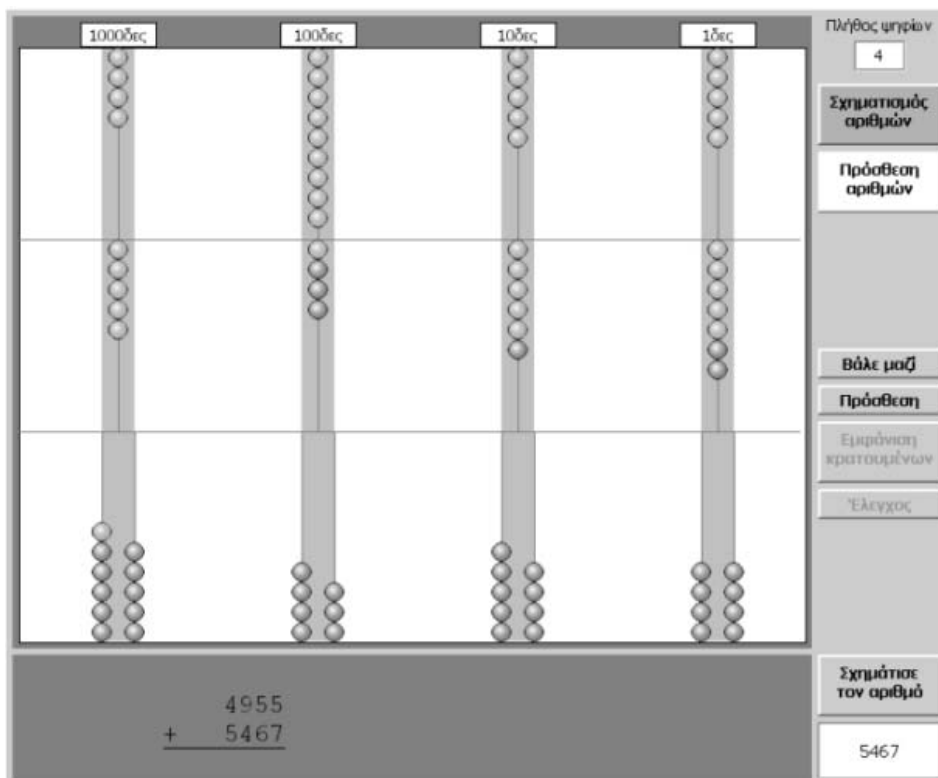 1000δες 100δες 10δες 1δες
Πλήθος ψηφίων
4
Σχηματισμός
αριθμών
Πρόσθεση
αριθμών
Βάλε μαζί
Πρόσθεση
Εμφάνιση
κρατουμένων
Έλεγχος
Σχημάτισε
τον αριθμό
5467
4955
+ 5467